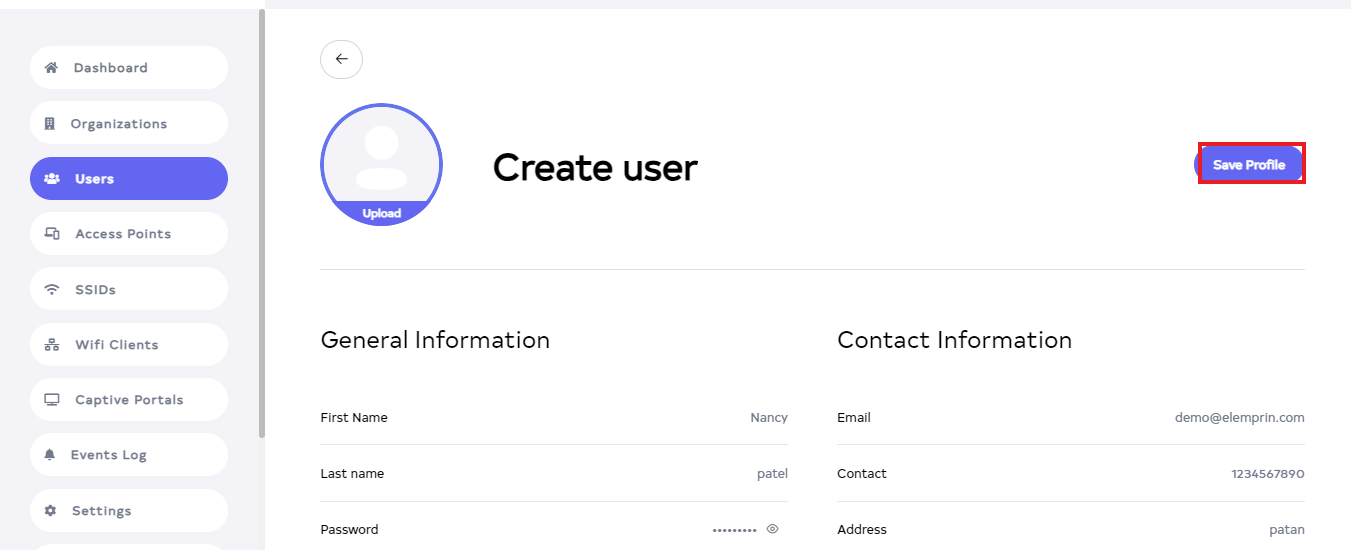 Dashboard
Organizations
Users
Access Points
SSIDs
Wifi Clients
Captive Portals
Events Log
Settings
Upload
Create user
Save Profile
General Information
First Name Nancy
Last name patel
Password •••••••••
Contact Information
Email demo@elemprin.com
Contact 1234567890
Address patan